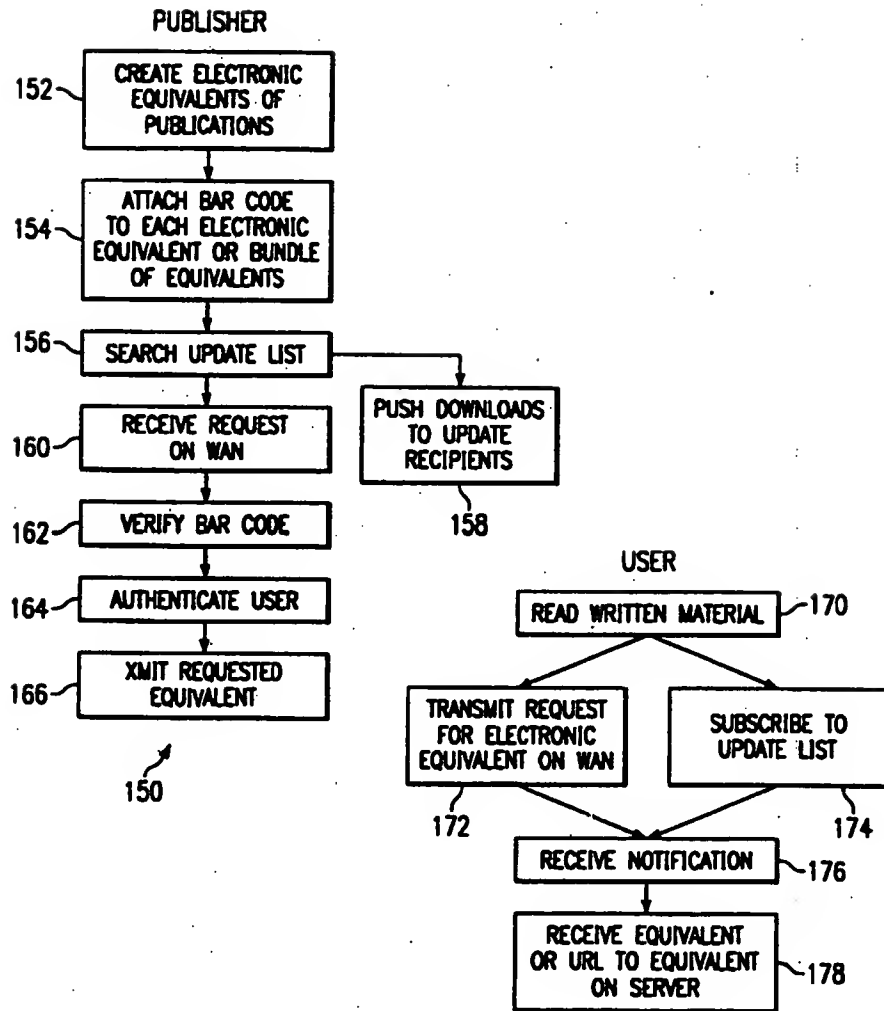 PUBLISHER
152
CREATE ELECTRONIC
EQUIVALENTS OF
PUBLICATIONS
154
ATTACH BAR CODE
TO EACH ELECTRONIC
EQUIVALENT OR BUNDLE
OF EQUIVALENTS
156
SEARCH UPDATE LIST
PUSH DOWNLOADS
TO UPDATE
RECIPIENTS
158
160
RECEIVE REQUEST
ON WAN
162
VERIFY BAR CODE
164
AUTHENTICATE USER
166
XMIT REQUESTED
EQUIVALENT
150
USER
READ WRITTEN MATERIAL
170
TRANSMIT REQUEST
FOR ELECTRONIC
EQUIVALENT ON WAN
172
SUBSCRIBE TO
UPDATE LIST
174
RECEIVE NOTIFICATION
176
RECEIVE EQUIVALENT
OR URL TO EQUIVALENT
ON SERVER
178